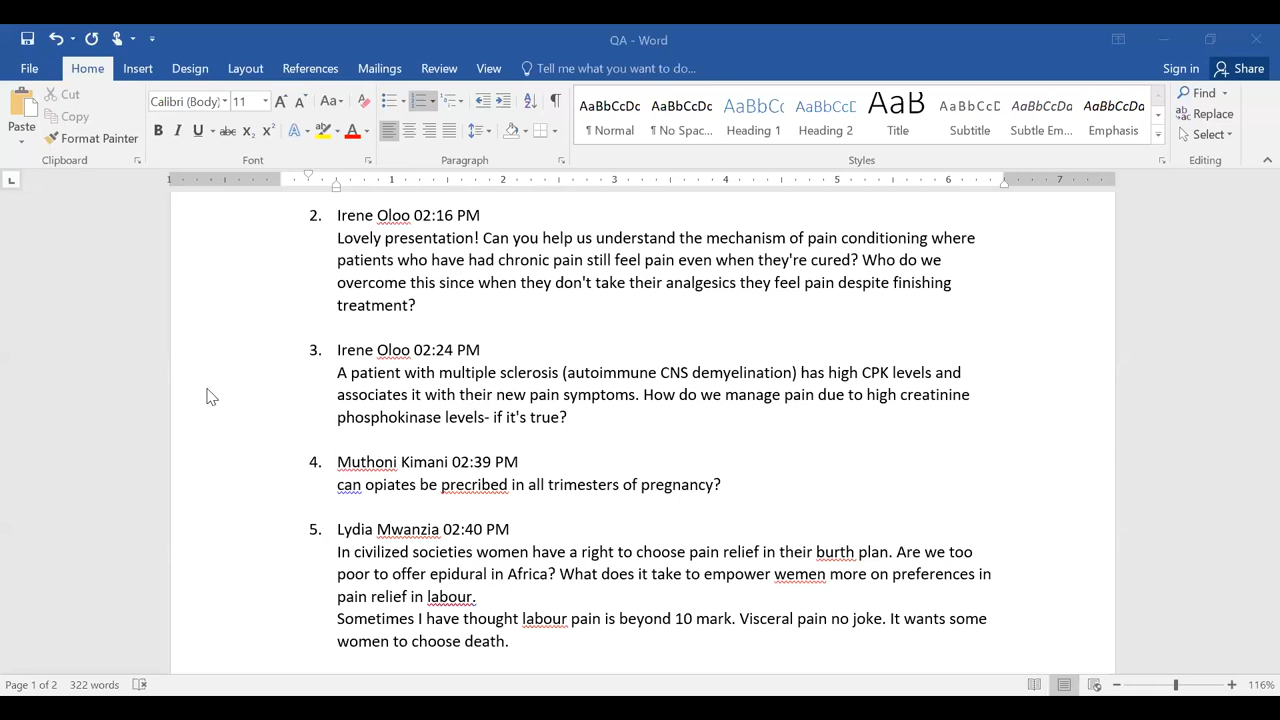 QA - Word
File Home Insert Design Layout References Mailings Review View Tell me what you want to do... Sign in Share
Paste Cut Copy Format Painter
Calibri (Body) 11
AaBbCcDc AaBbCcDc AaBbCcC AaBbCcD AaB AaBbCcD AaBbCcDc AaBbCcDc
¶ Normal ¶ No Spac... Heading 1 Heading 2 Title Subtitle Subtle Em... Emphasis
Find Replace Select
Clipboard Font Paragraph Styles Editing
1 1 2 3 4 5 6 7
2. Irene Oloo 02:16 PM
Lovely presentation! Can you help us understand the mechanism of pain conditioning where
patients who have had chronic pain still feel pain even when they're cured? Who do we
overcome this since when they don't take their analgesics they feel pain despite finishing
treatment?
3. Irene Oloo 02:24 PM
A patient with multiple sclerosis (autoimmune CNS demyelination) has high CPK levels and
associates it with their new pain symptoms. How do we manage pain due to high creatinine
phosphokinase levels- if it's true?
4. Muthoni Kimani 02:39 PM
can opiates be precribed in all trimesters of pregnancy?
5. Lydia Mwanzia 02:40 PM
In civilized societies women have a right to choose pain relief in their burth plan. Are we too
poor to offer epidural in Africa? What does it take to empower wemen more on preferences in
pain relief in labour.
Sometimes I have thought labour pain is beyond 10 mark. Visceral pain no joke. It wants some
women to choose death.
Page 1 of 2 322 words 116%